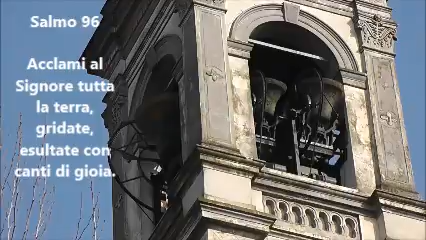 Salmo 96
Acclami al
Signore tutta
la terra,
gridate,
esultate con
canti di gioia.